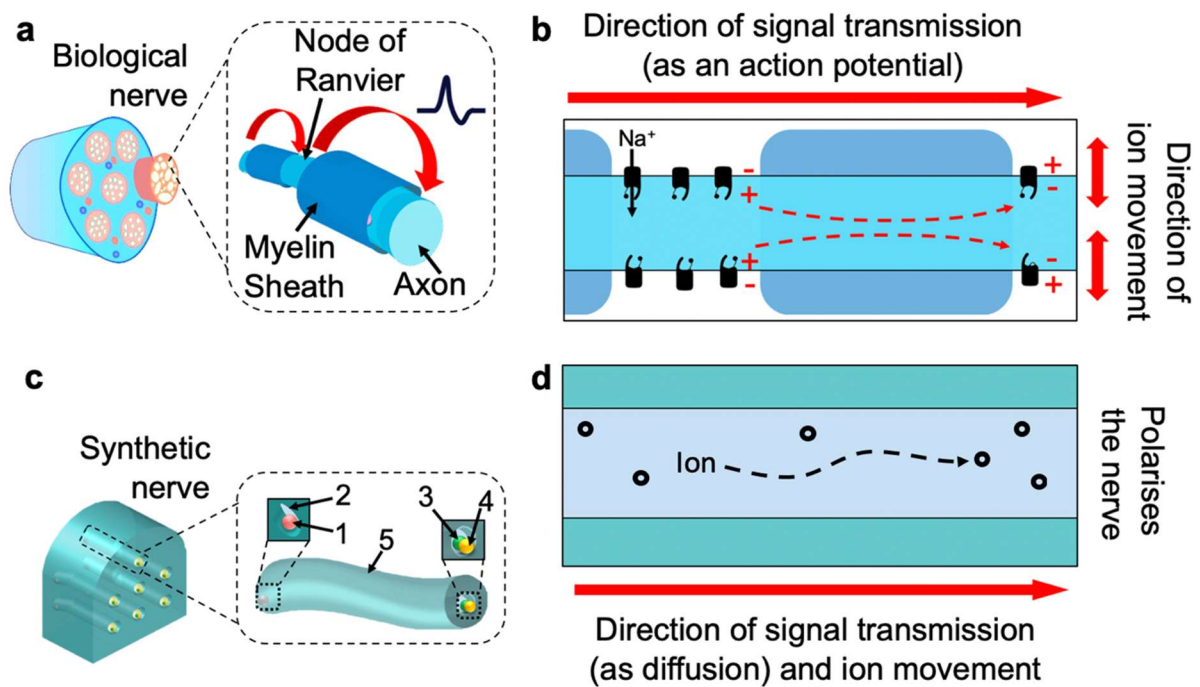 a
Biological
nerve
Node of
Ranvier
Myelin
Sheath
Axon
b
Direction of signal transmission
(as an action potential)
Na⁺
-
+
+
-
+
-
-
+
Direction of
ion movement
c
Synthetic
nerve
2
1
3
4
5
d
Ion
Polarises
the nerve
Direction of signal transmission
(as diffusion) and ion movement